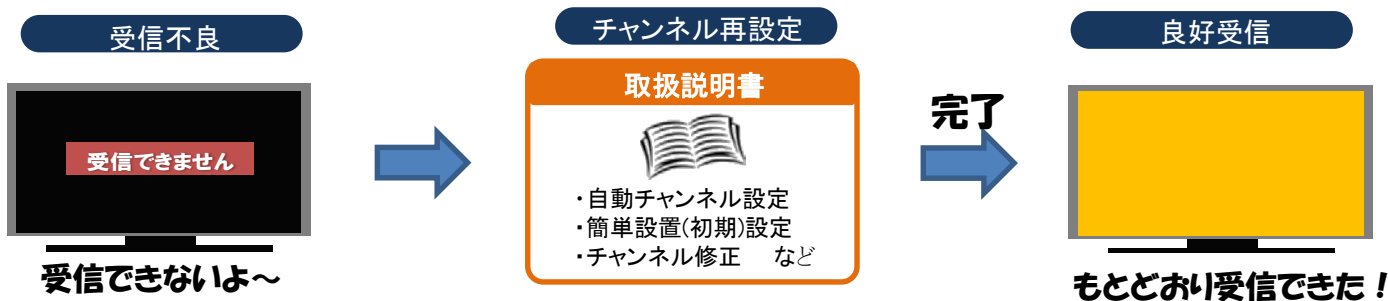 受信不良
受信できません
受信できないよ～
チャンネル再設定
取扱説明書
・自動チャンネル設定
・簡単設置(初期)設定
・チャンネル修正　など
完了
良好受信
もとどおり受信できた！